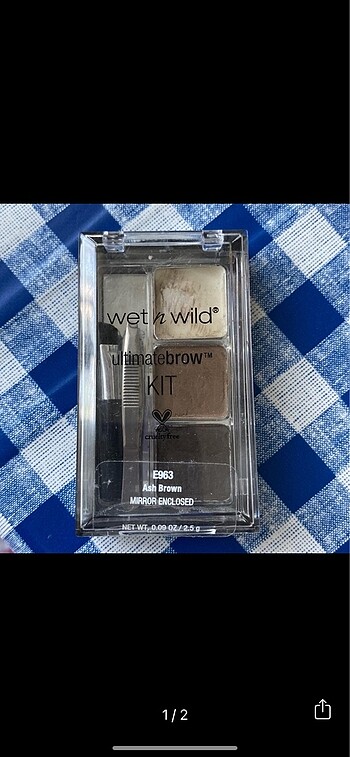 wet n wild®
ultimatebrow™
KIT
cruelty free
E963
Ash Brown
MIRROR ENCLOSED
NET WT. 0.09 OZ / 2.5 g
1/2